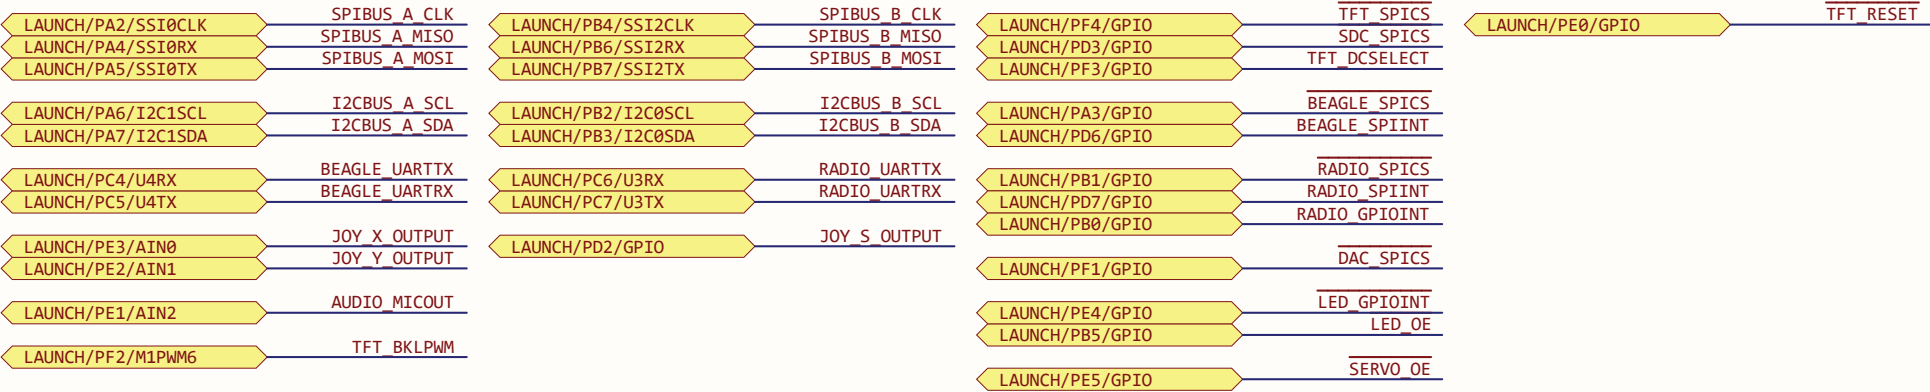 LAUNCH/PA2/SSI0CLK SPIBUS_A_CLK
LAUNCH/PA4/SSI0RX SPIBUS_A_MISO
LAUNCH/PA5/SSI0TX SPIBUS_A_MOSI
LAUNCH/PA6/I2C1SCL I2CBUS_A_SCL
LAUNCH/PA7/I2C1SDA I2CBUS_A_SDA
LAUNCH/PC4/U4RX BEAGLE_UARTTX
LAUNCH/PC5/U4TX BEAGLE_UARTRX
LAUNCH/PE3/AIN0 JOY_X_OUTPUT
LAUNCH/PE2/AIN1 JOY_Y_OUTPUT
LAUNCH/PE1/AIN2 AUDIO_MICOUT
LAUNCH/PF2/M1PWM6 TFT_BKLPWM
LAUNCH/PB4/SSI2CLK SPIBUS_B_CLK
LAUNCH/PB6/SSI2RX SPIBUS_B_MISO
LAUNCH/PB7/SSI2TX SPIBUS_B_MOSI
LAUNCH/PB2/I2C0SCL I2CBUS_B_SCL
LAUNCH/PB3/I2C0SDA I2CBUS_B_SDA
LAUNCH/PC6/U3RX RADIO_UARTTX
LAUNCH/PC7/U3TX RADIO_UARTRX
LAUNCH/PD2/GPIO JOY_S_OUTPUT
LAUNCH/PF4/GPIO TFT_SPICS
LAUNCH/PD3/GPIO SDC_SPICS
LAUNCH/PF3/GPIO TFT_DCSELECT
LAUNCH/PA3/GPIO BEAGLE_SPICS
LAUNCH/PD6/GPIO BEAGLE_SPIINT
LAUNCH/PB1/GPIO RADIO_SPICS
LAUNCH/PD7/GPIO RADIO_SPIINT
LAUNCH/PB0/GPIO RADIO_GPIOINT
LAUNCH/PF1/GPIO DAC_SPICS
LAUNCH/PE4/GPIO LED_GPIOINT
LAUNCH/PB5/GPIO LED_OE
LAUNCH/PE5/GPIO SERVO_OE
LAUNCH/PE0/GPIO TFT_RESET